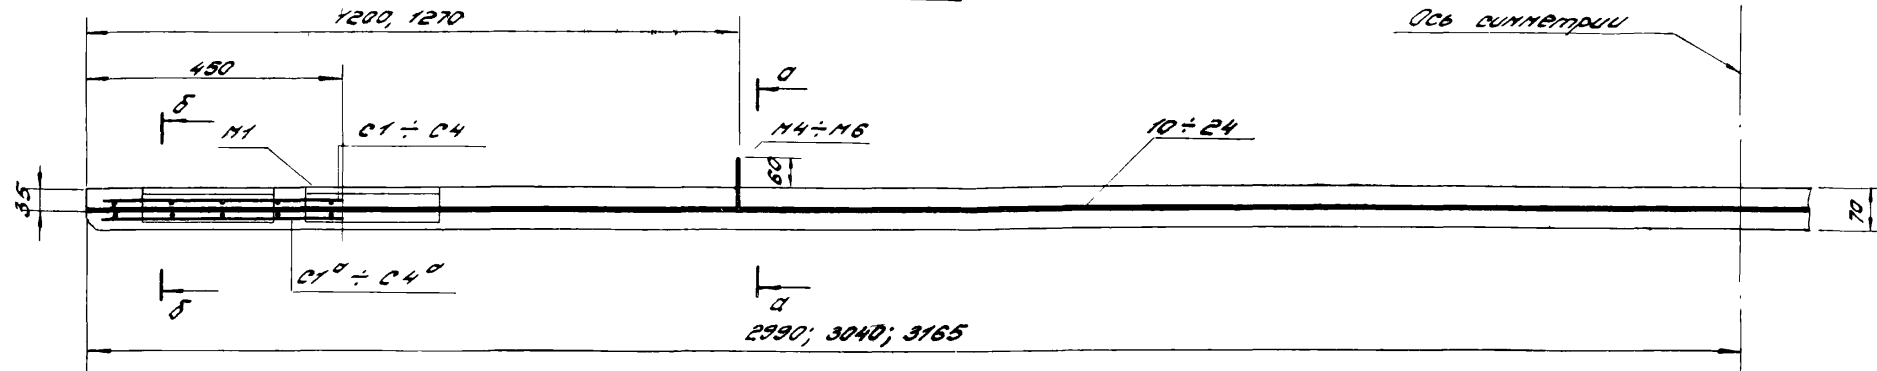 1200, 1270
Ось симметрии
450
а
б
М1
С1 ÷ С4
М4÷М6
10÷24
60
35
70
С1ª ÷ С4ª
б
а
2990; 3040; 3165